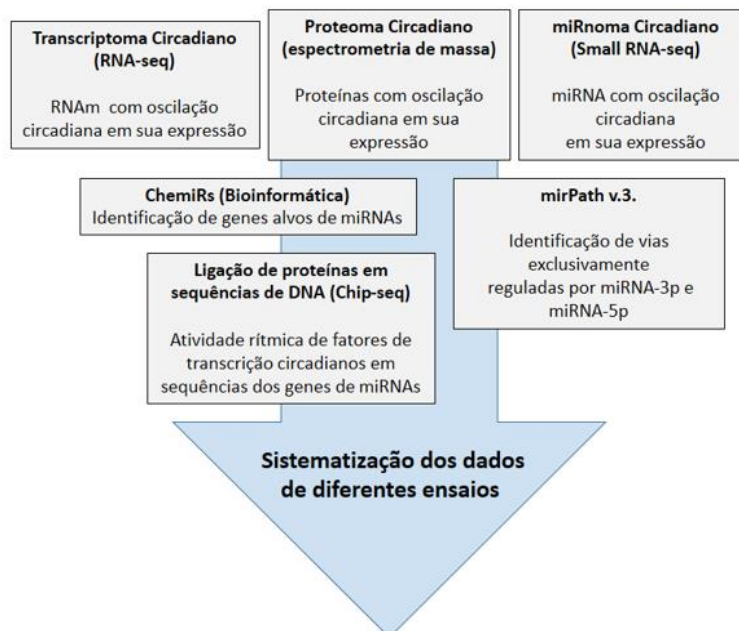 Transcriptoma Circadiano
(RNA-seq)
RNAm com oscilação
circadiana em sua expressão
Proteoma Circadiano
(espectrometria de massa)
Proteínas com oscilação
circadiana em sua
expressão
miRnoma Circadiano
(Small RNA-seq)
miRNA com oscilação
circadiana
em sua expressão
ChemiRs (Bioinformática)
Identificação de genes alvos de miRNAs
mirPath v.3.
Identificação de vias
exclusivamente
reguladas por miRNA-3p e
miRNA-5p
Ligação de proteínas em
sequências de DNA (Chip-seq)
Atividade rítmica de fatores de
transcrição circadianos em
sequências dos genes de miRNAs
Sistematização dos dados
de diferentes ensaios